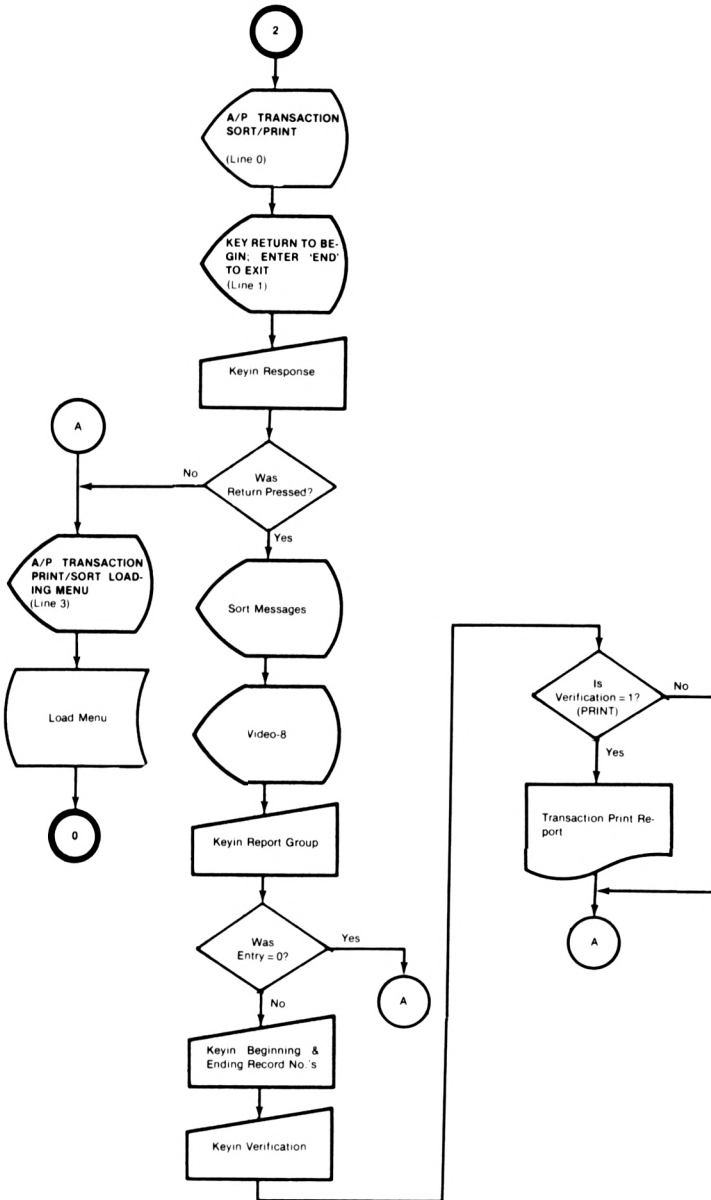 2
A/P TRANSACTION
SORT/PRINT
(Line 0)
KEY RETURN TO BE-
GIN; ENTER 'END'
TO EXIT
(Line 1)
Keyin Response
A
No
Was
Return Pressed?
Yes
A/P TRANSACTION
PRINT/SORT LOAD-
ING MENU
(Line 3)
Sort Messages
Load Menu
Video-8
0
Keyin Report Group
Was
Entry = 0?
Yes
A
No
Keyin Beginning &
Ending Record No.'s
Keyin Verification
Is
Verification = 1?
(PRINT)
No
Yes
Transaction Print Re-
port
A